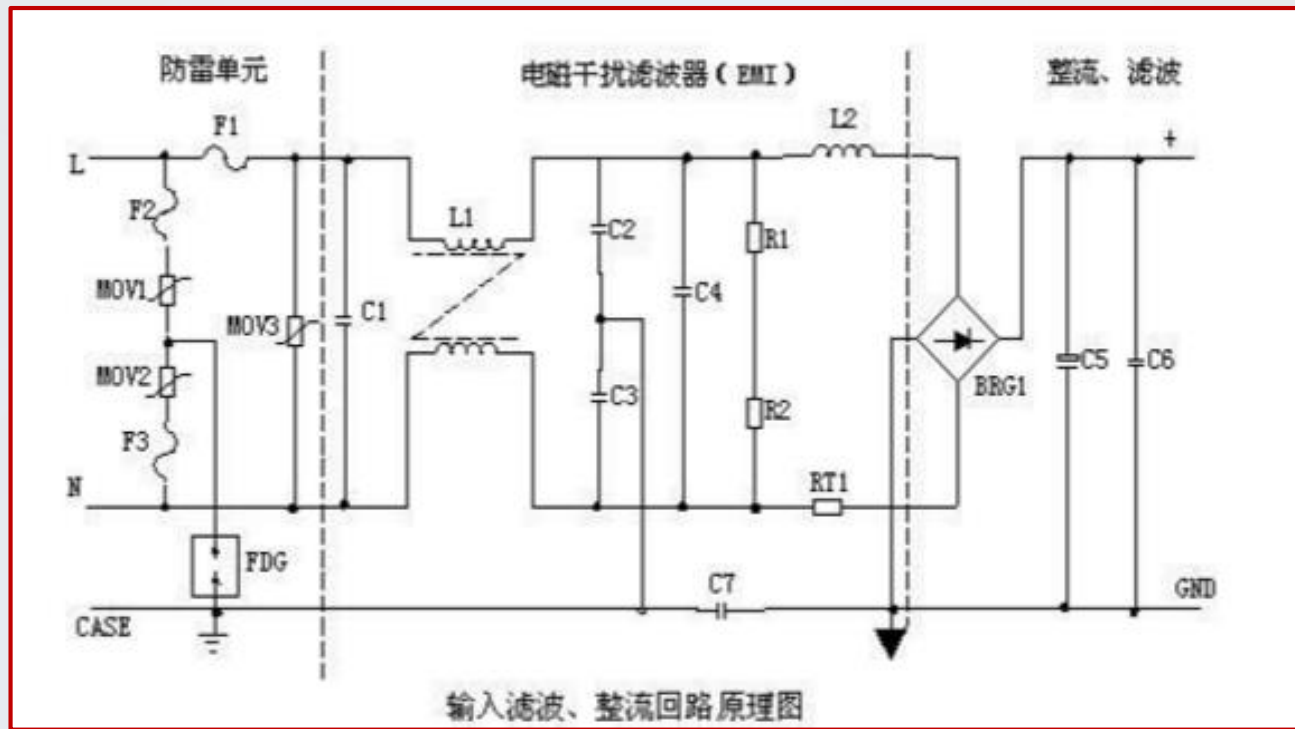 防雷单元
电磁干扰滤波器（EMI）
整流、滤波
F1
L2
+
L
F2
L1
C2
R1
MOV1
C4
MOV3
C1
MOV2
C3
R2
BRG1
C5
C6
F3
N
RT1
FDG
C7
GND
CASE
输入滤波、整流回路原理图